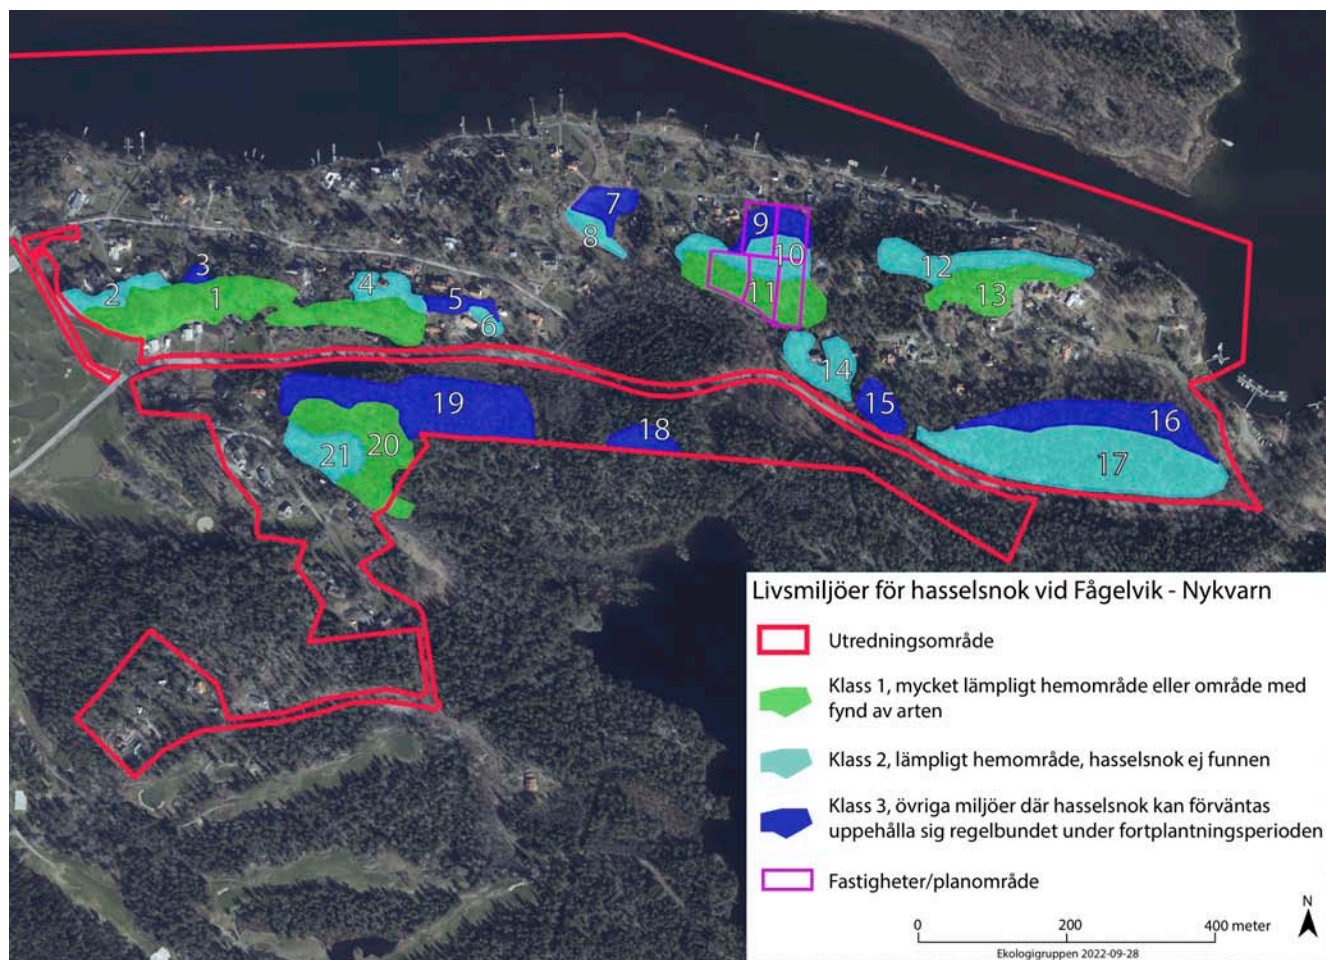 7
9
3
8
10
12
2
4
1
5
11
13
6
14
19
15
16
20
18
21
17
Livsmiljöer för hasselsnok vid Fågelvik - Nykvarn
Utredningsområde
Klass 1, mycket lämpligt hemområde eller område med
fynd av arten
Klass 2, lämpligt hemområde, hasselsnok ej funnen
Klass 3, övriga miljöer där hasselsnok kan förväntas
uppehålla sig regelbundet under fortplantningsperioden
Fastigheter/planområde
N
0 200 400 meter
Ekologigruppen 2022-09-28